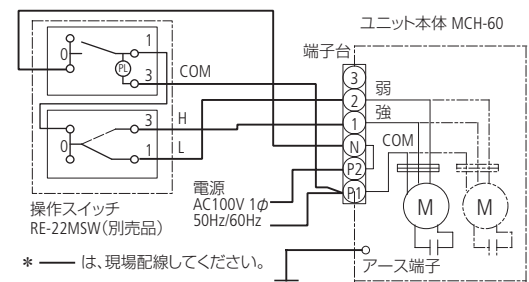 ユニット本体 MCH-60
端子台
0
1
PL
3
COM
3
2
弱
1
強
N
COM
P2
P1
0
3
H
1
L
M
M
電源
AC100V 1φ
50Hz/60Hz
操作スイッチ
RE-22MSW(別売品)
アース端子
* ── は、現場配線してください。